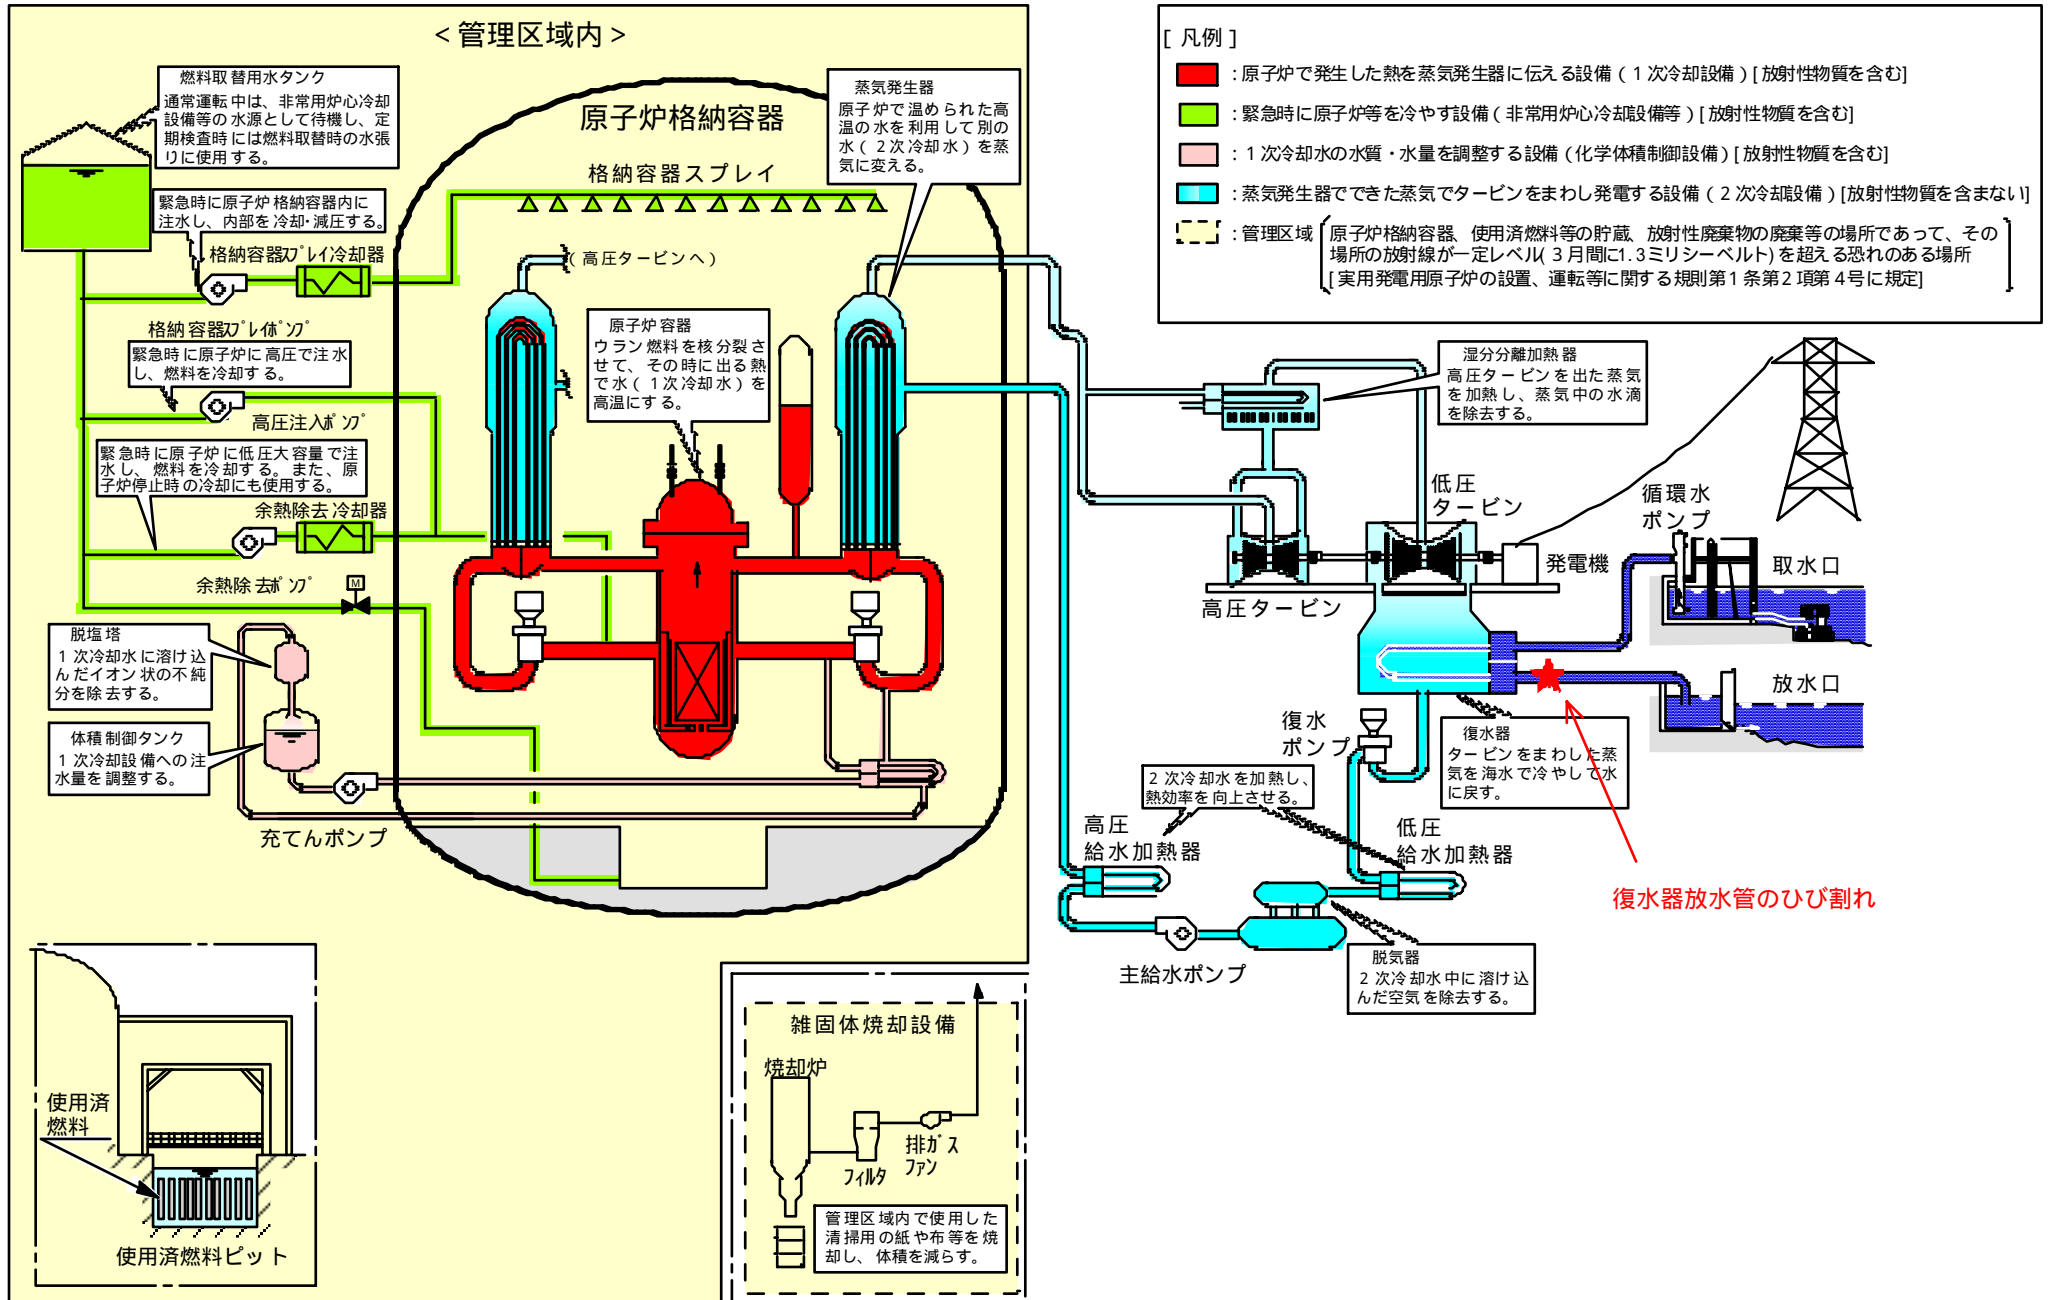 ＜管理区域内＞
燃料取替用水タンク
通常運転中は、非常用炉心冷却
設備等の水源として待機し、定
期検査時には燃料取替時の水張
りに使用する。
緊急時に原子炉格納容器内に
注水し、内部を冷却・減圧する。
格納容器ｽﾌﾟﾚｲ冷却器
格納容器ｽﾌﾟﾚｲﾎﾟﾝﾌﾟ
緊急時に原子炉に高圧で注水
し、燃料を冷却する。
高圧注入ﾎﾟﾝﾌﾟ
緊急時に原子炉に低圧大容量で注
水し、燃料を冷却する。また、原
子炉停止時の冷却にも使用する。
余熱除去冷却器
余熱除去ﾎﾟﾝﾌﾟ
M
脱塩塔
１次冷却水に溶け込
んだイオン状の不純
分を除去する。
体積制御タンク
１次冷却設備への注
水量を調整する。
充てんポンプ
原子炉格納容器
格納容器スプレイ
（高圧タービンへ）
蒸気発生器
原子炉で温められた高
温の水を利用して別の
水（２次冷却水）を蒸
気に変える。
原子炉容器
ウラン燃料を核分裂さ
せて、その時に出る熱
で水（１次冷却水）を
高温にする。
[ 凡例 ]
：原子炉で発生した熱を蒸気発生器に伝える設備（１次冷却設備）[放射性物質を含む]
：緊急時に原子炉等を冷やす設備（非常用炉心冷却設備等）[放射性物質を含む]
：１次冷却水の水質・水量を調整する設備（化学体積制御設備）[放射性物質を含む]
：蒸気発生器でできた蒸気でタービンをまわし発電する設備（２次冷却設備）[放射性物質を含まない]
：管理区域
原子炉格納容器、使用済燃料等の貯蔵、放射性廃棄物の廃棄等の場所であって、その
場所の放射線が一定レベル(３月間に1.3ミリシーベルト)を超える恐れのある場所
[実用発電用原子炉の設置、運転等に関する規則第１条第２項第４号に規定]
湿分分離加熱器
高圧タービンを出た蒸気
を加熱し、蒸気中の水滴
を除去する。
低圧
タービン
高圧タービン
発電機
循環水
ポンプ
取水口
放水口
復水
ポンプ
復水器
タービンをまわした蒸
気を海水で冷やして水
に戻す。
２次冷却水を加熱し、
熱効率を向上させる。
高圧
給水加熱器
低圧
給水加熱器
復水器放水管のひび割れ
主給水ポンプ
脱気器
２次冷却水中に溶け込
んだ空気を除去する。
使用済
燃料
使用済燃料ピット
雑固体焼却設備
焼却炉
フィルタ
排ｶﾞｽ
ﾌｧﾝ
管理区域内で使用した
清掃用の紙や布等を焼
却し、体積を減らす。